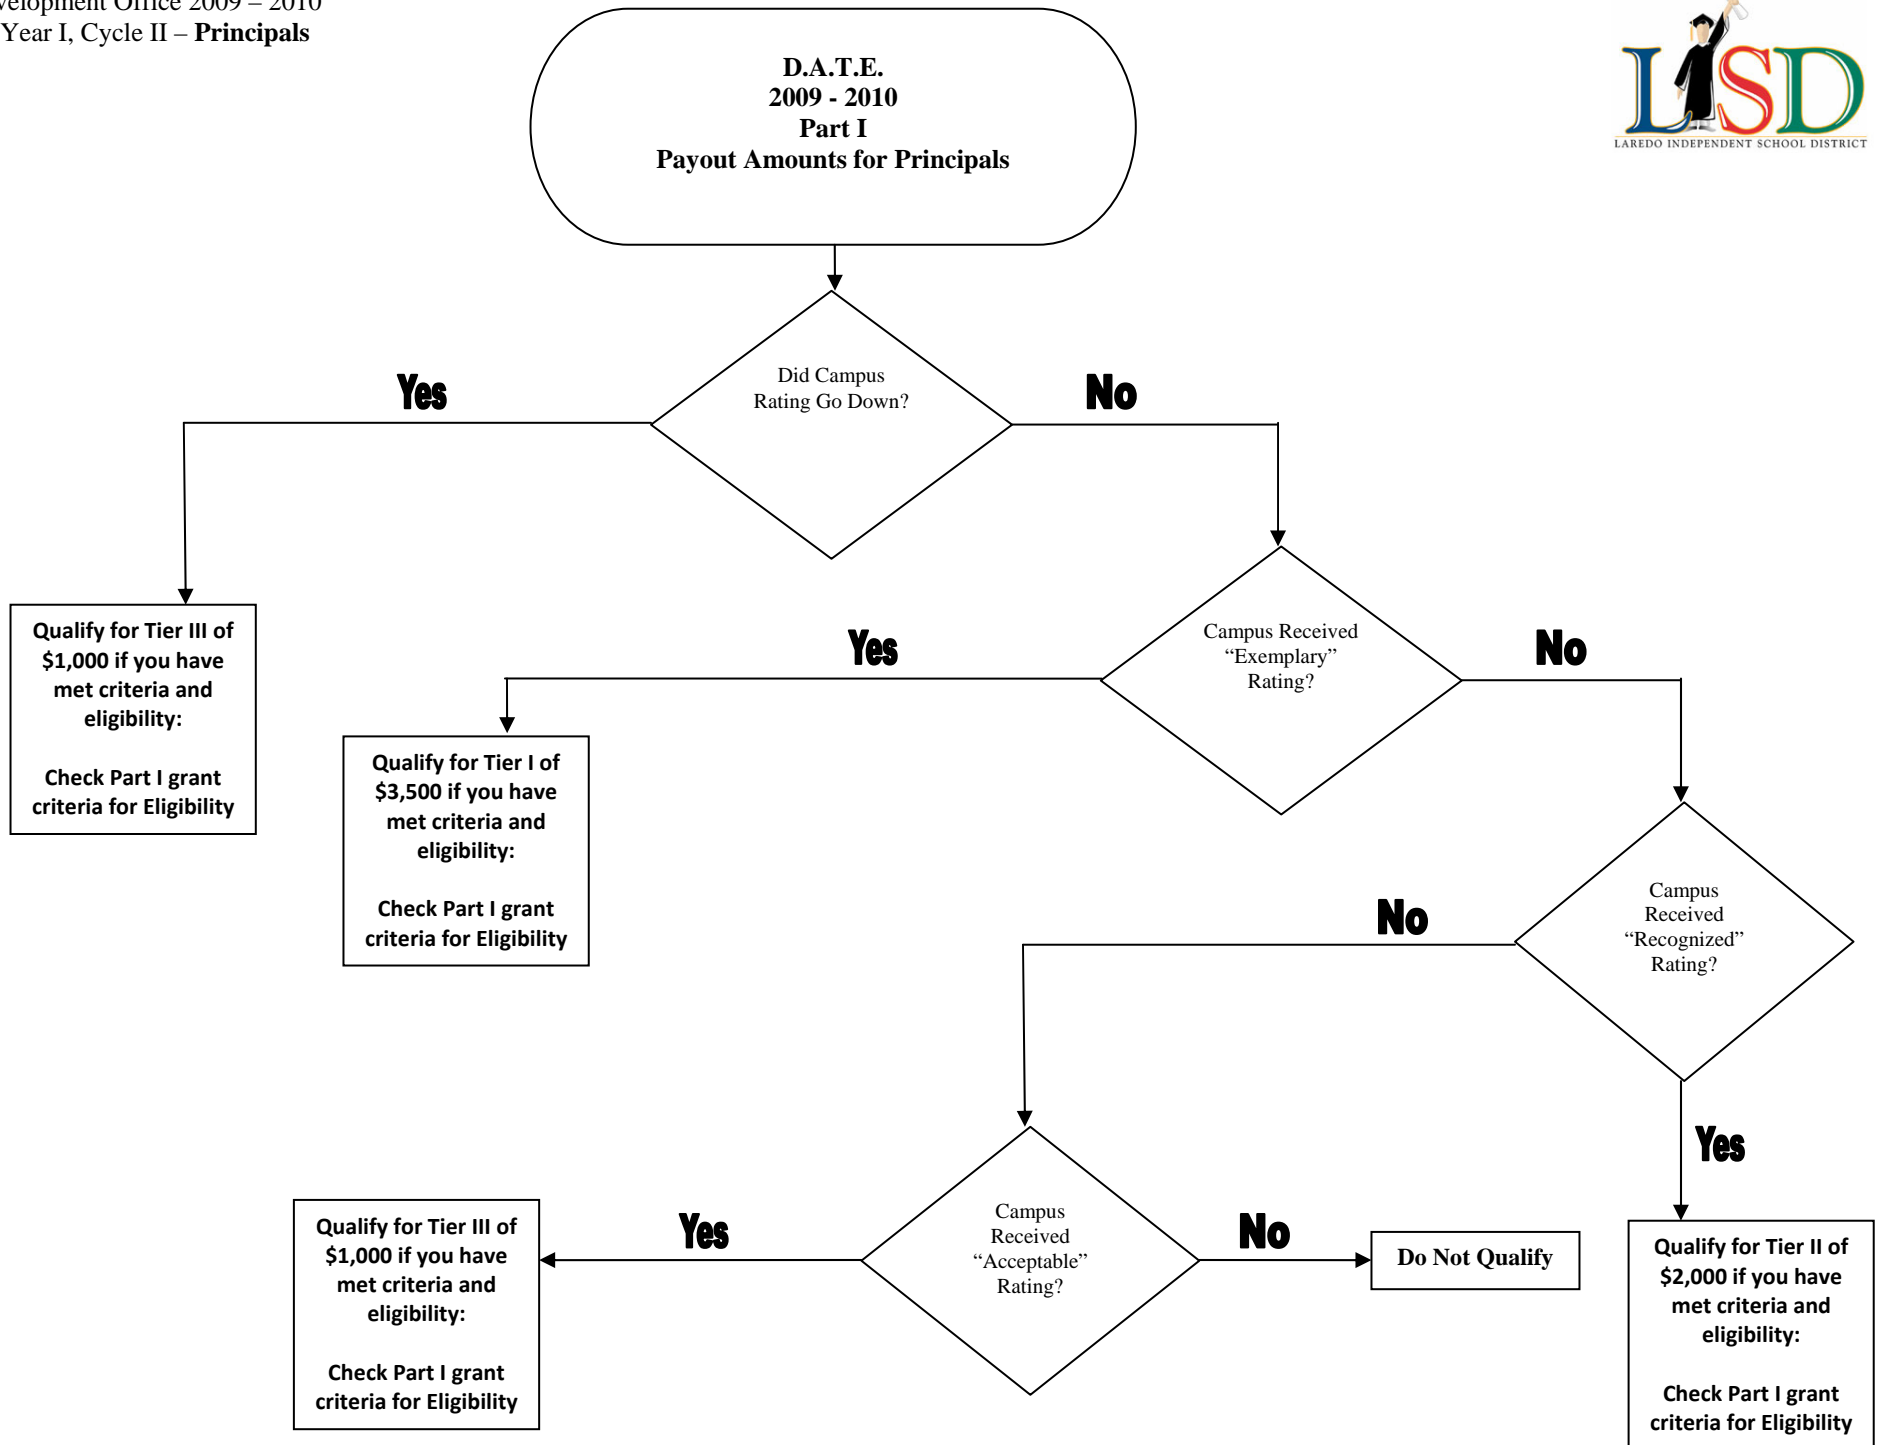 Office 2009 – 2010
Year I, Cycle II – Principals
LISD
LAREDO INDEPENDENT SCHOOL DISTRICT
D.A.T.E.
2009 - 2010
Part I
Payout Amounts for Principals
Did Campus
Rating Go Down?
Yes
No
Campus Received
“Exemplary”
Rating?
Yes
No
Qualify for Tier III of
$1,000 if you have
met criteria and
eligibility:
Check Part I grant
criteria for Eligibility
Qualify for Tier I of
$3,500 if you have
met criteria and
eligibility:
Check Part I grant
criteria for Eligibility
Campus
Received
“Recognized”
Rating?
No
Yes
Campus
Received
“Acceptable”
Rating?
Yes
No
Do Not Qualify
Qualify for Tier III of
$1,000 if you have
met criteria and
eligibility:
Check Part I grant
criteria for Eligibility
Qualify for Tier II of
$2,000 if you have
met criteria and
eligibility:
Check Part I grant
criteria for Eligibility